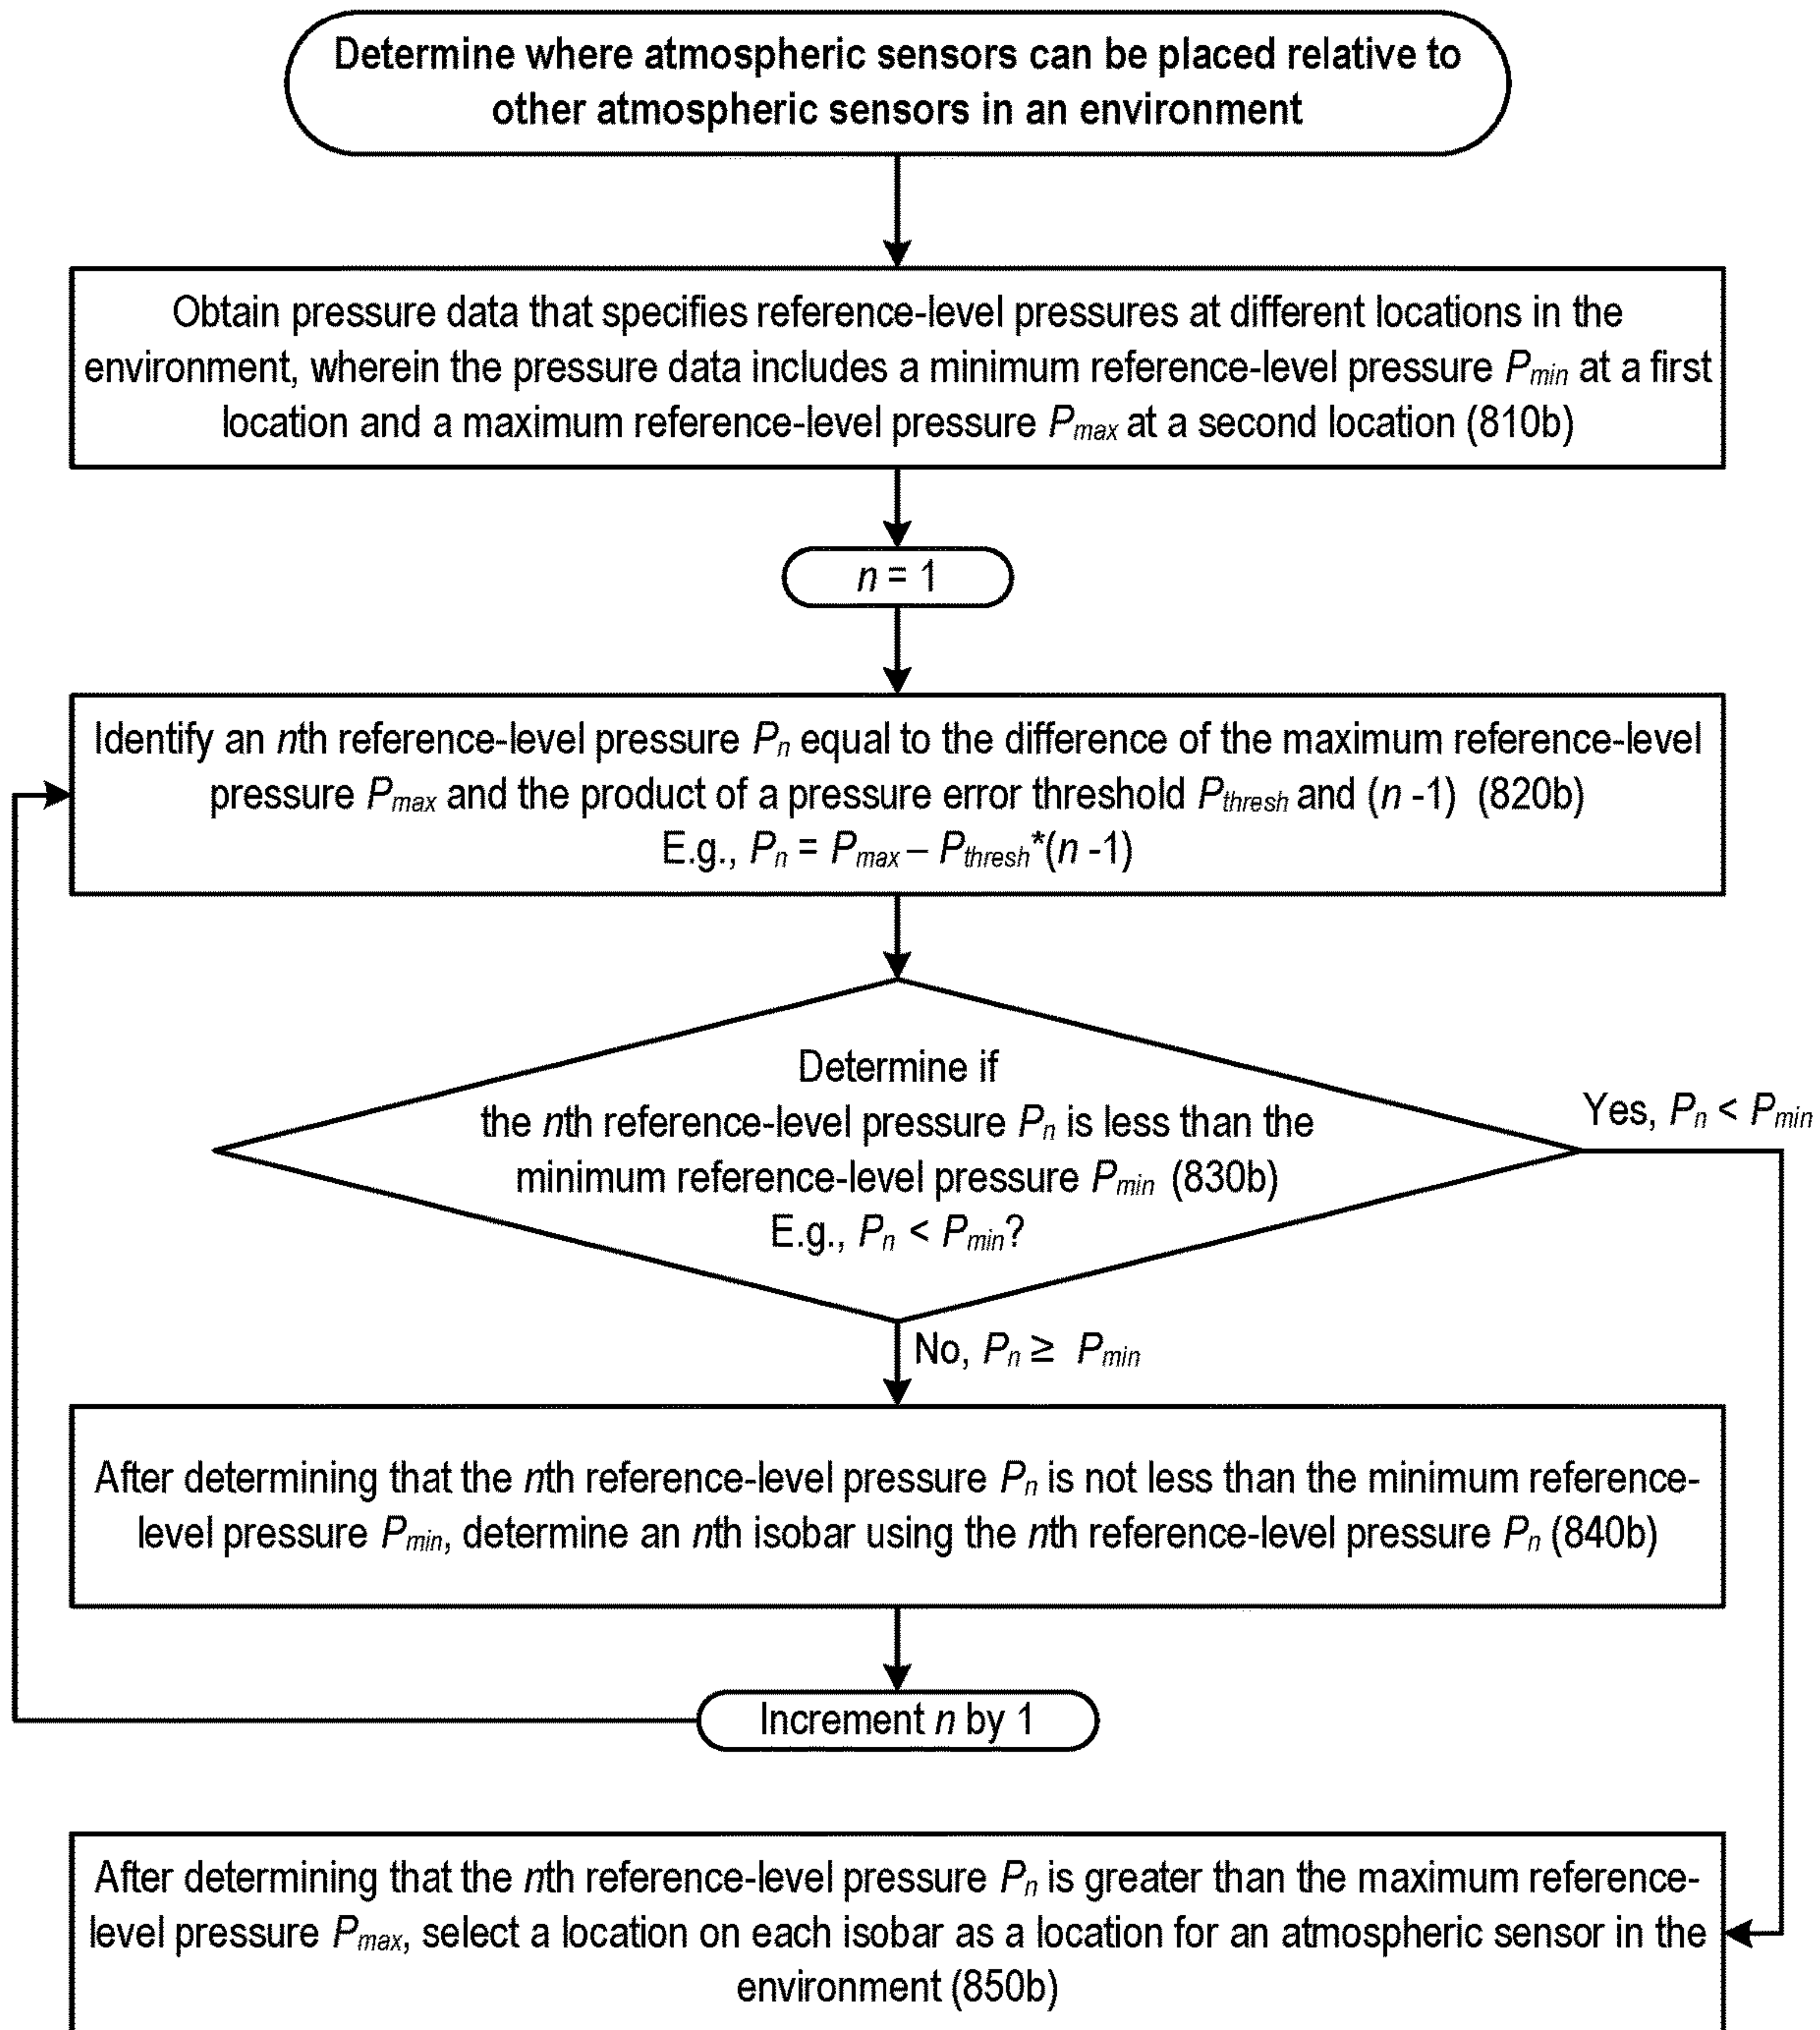 Determine where atmospheric sensors can be placed relative to
other atmospheric sensors in an environment
Obtain pressure data that specifies reference-level pressures at different locations in the
environment, wherein the pressure data includes a minimum reference-level pressure Pmin at a first
location and a maximum reference-level pressure Pmax at a second location (810b)
n = 1
Identify an nth reference-level pressure Pn equal to the difference of the maximum reference-level
pressure Pmax and the product of a pressure error threshold Pthresh and (n -1) (820b)
E.g., Pn = Pmax – Pthresh*(n -1)
Determine if
the nth reference-level pressure Pn is less than the
minimum reference-level pressure Pmin (830b)
E.g., Pn < Pmin?
Yes, Pn < Pmin
No, Pn ≥ Pmin
After determining that the nth reference-level pressure Pn is not less than the minimum reference-
level pressure Pmin, determine an nth isobar using the nth reference-level pressure Pn (840b)
Increment n by 1
After determining that the nth reference-level pressure Pn is greater than the maximum reference-
level pressure Pmax, select a location on each isobar as a location for an atmospheric sensor in the
environment (850b)